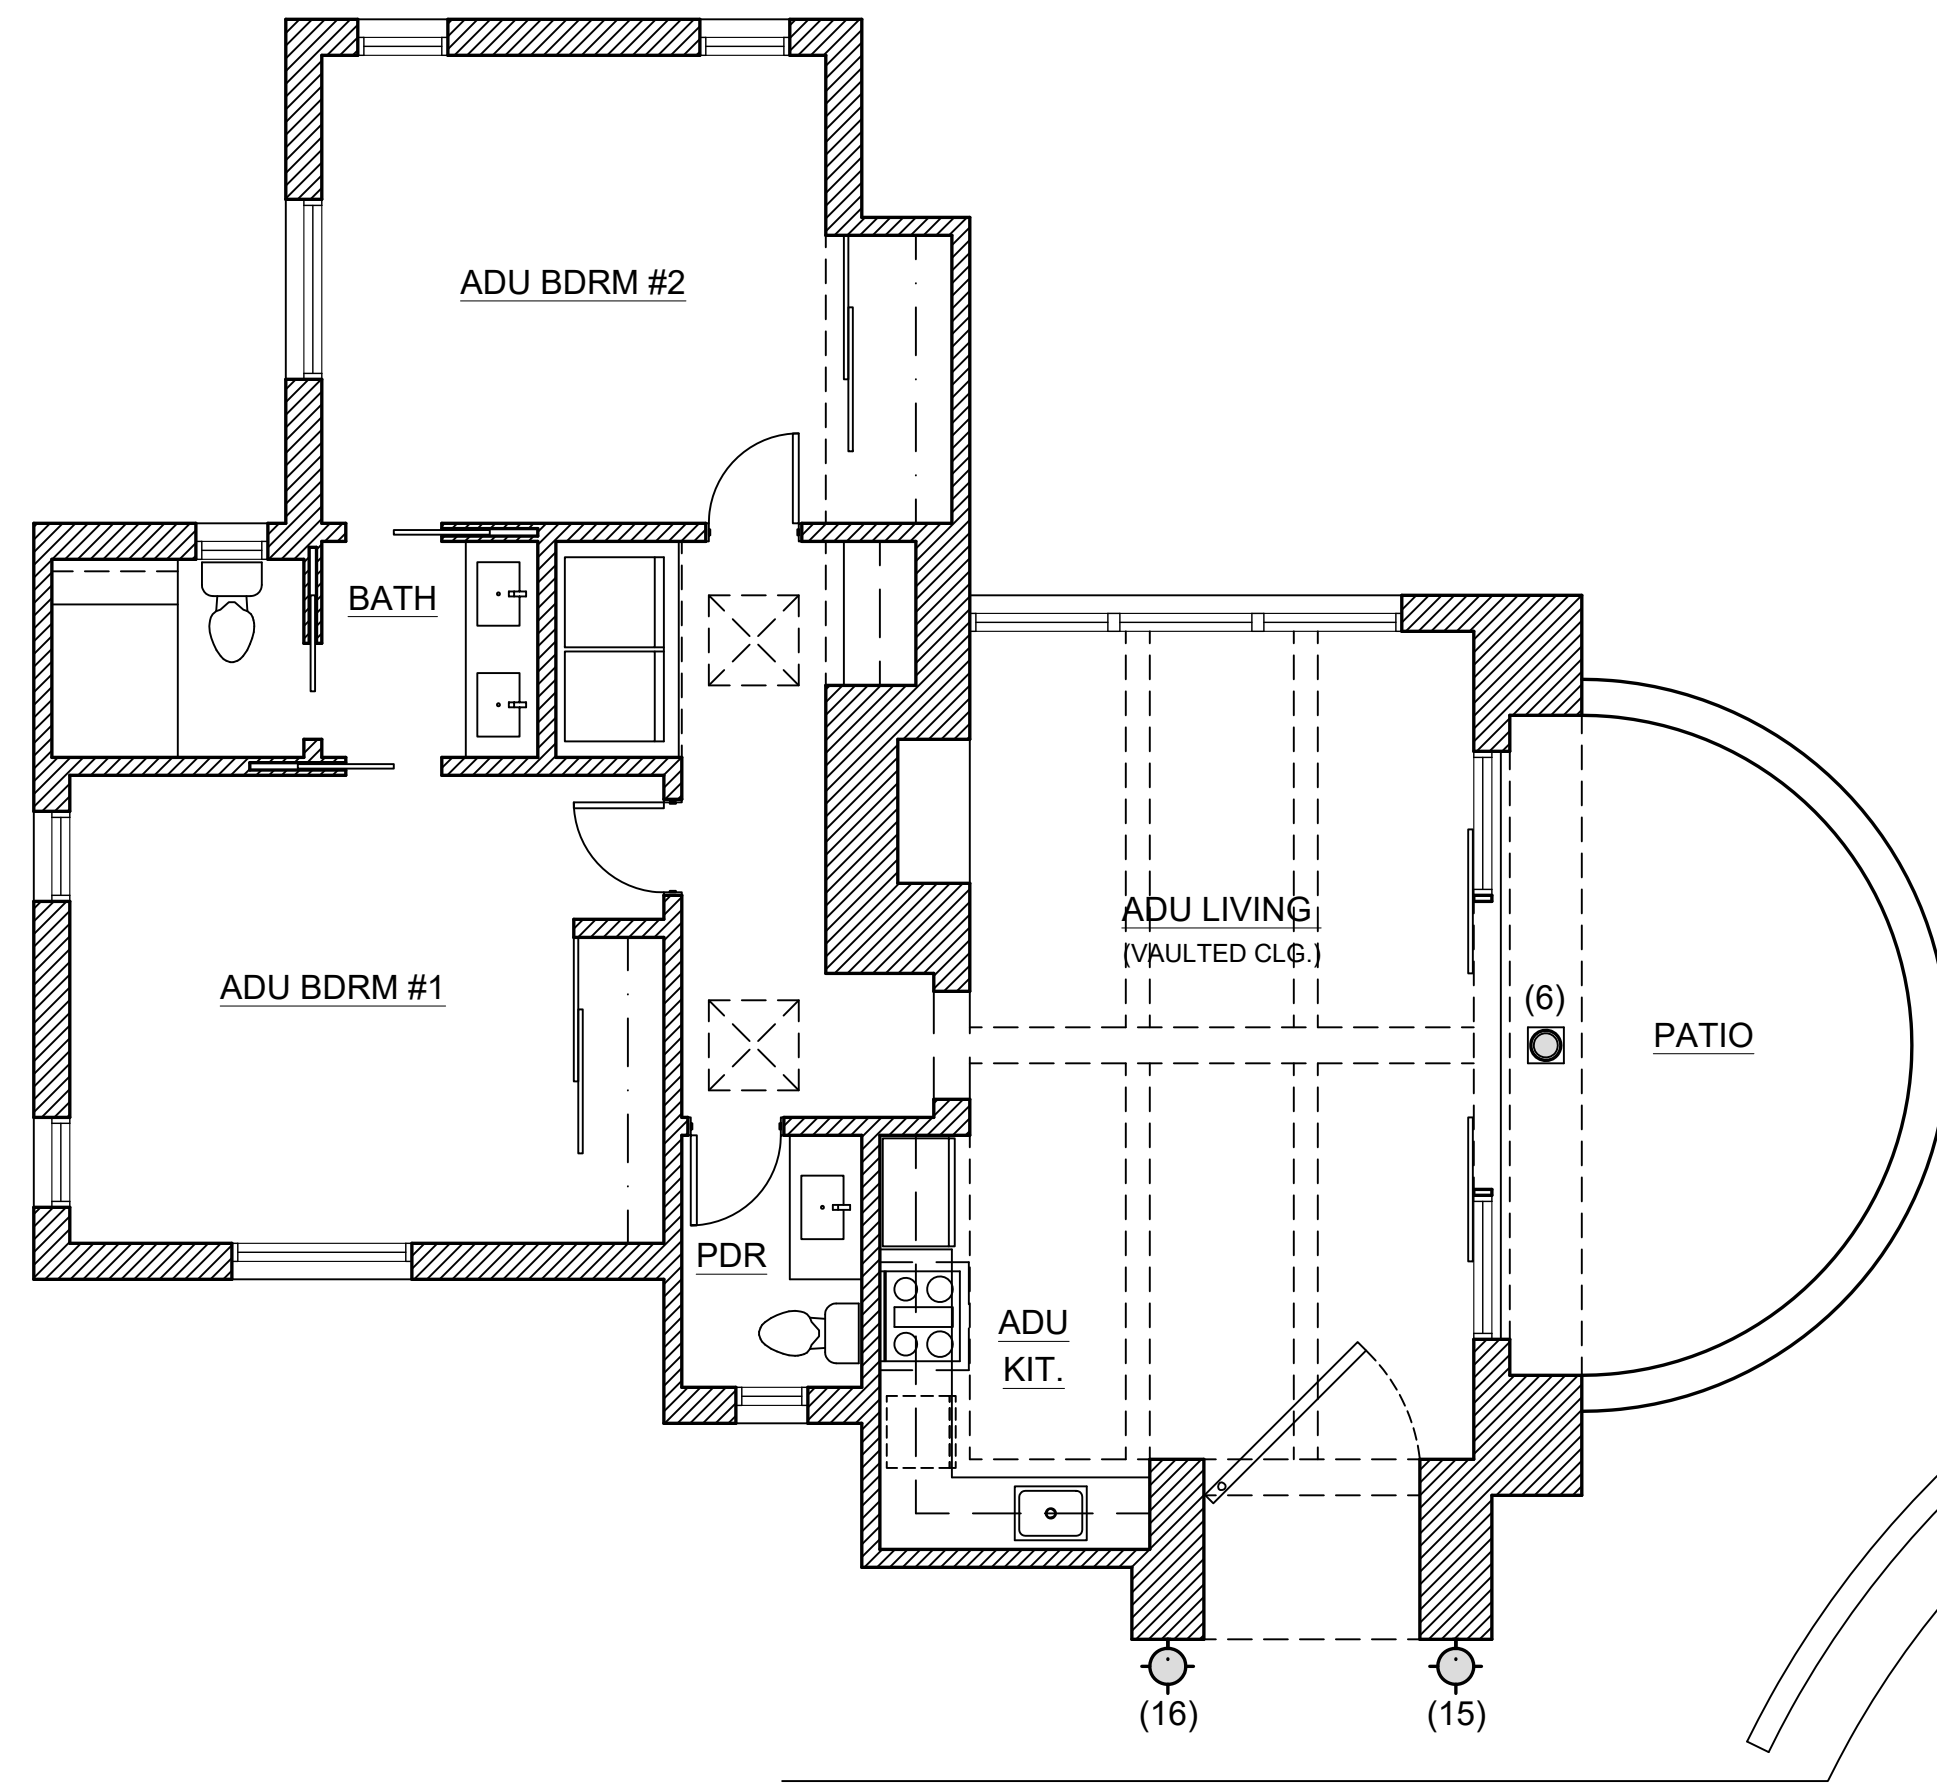 ADU BDRM #2
BATH
ADU LIVING
(VAULTED CLG.)
ADU BDRM #1
(6)
PATIO
PDR
ADU
KIT.
(16)
(15)